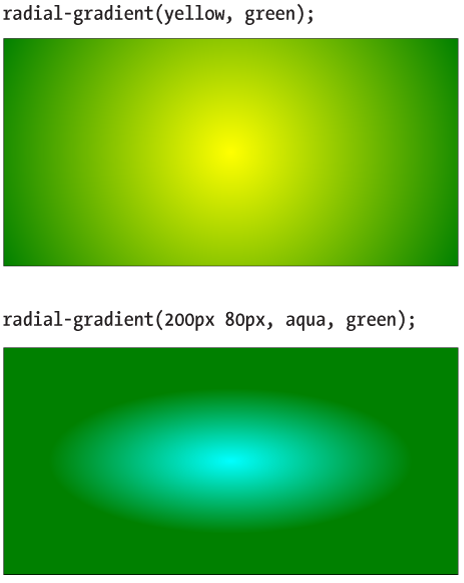 radial-gradient(yellow, green);
radial-gradient(200px 80px, aqua, green);